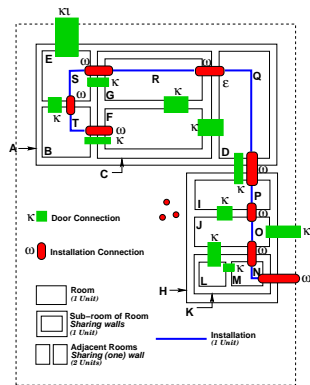 κι
E
ω
ω
S
R
Q
κ
G
κ
ε
ω
κ
T
F
ω
κ
B
κ
κ
A
D
ω
C
κ
P
I
κ
ω
J
O
κ
κ
κ Door Connection
ω
κ
ω Installation Connection
L
M
N
ω
H
K
Room
(1 Unit)
Sub-room of Room
Sharing walls
(1 Unit)
Installation
(1 Unit)
Adjacent Rooms
Sharing (one) wall
(2 Units)